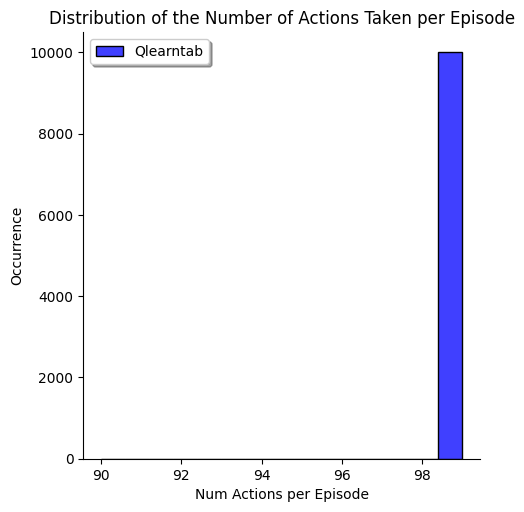 Distribution of the Number of Actions Taken per Episode
Qlearntab
10000
8000
6000
4000
2000
0
Occurrence
90 92 94 96 98
Num Actions per Episode